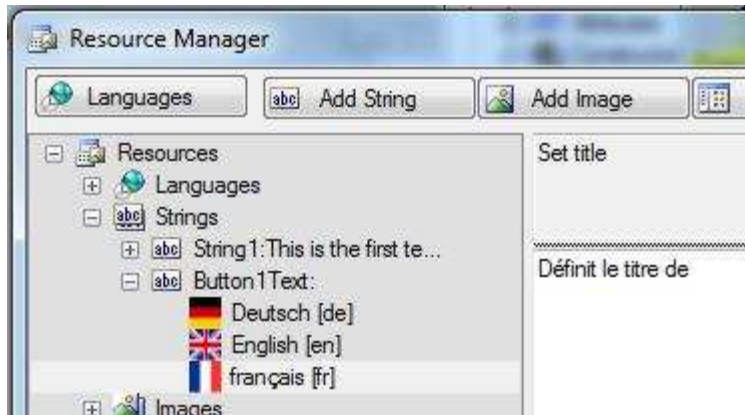 Resource Manager
Languages
Add String
Add Image
Resources
Languages
Strings
String1:This is the first te...
Button1Text:
Deutsch [de]
English [en]
français [fr]
Images
Set title
Définit le titre de